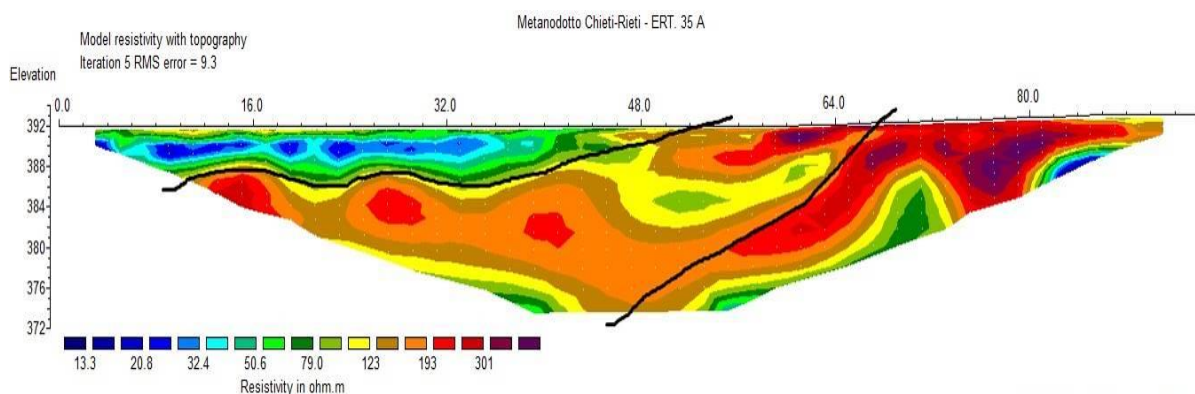 Metanodotto Chieti-Rieti - ERT. 35 A
Model resistivity with topography
Iteration 5 RMS error = 9.3
Elevation
0.0 16.0 32.0 48.0 64.0 80.0
392
388
384
380
376
372
13.3 20.8 32.4 50.6 79.0 123 193 301
Resistivity in ohm.m